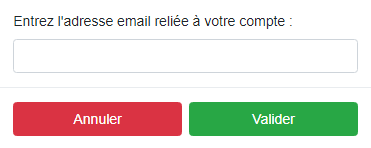 Entrez l'adresse email reliée à votre compte :
Annuler
Valider